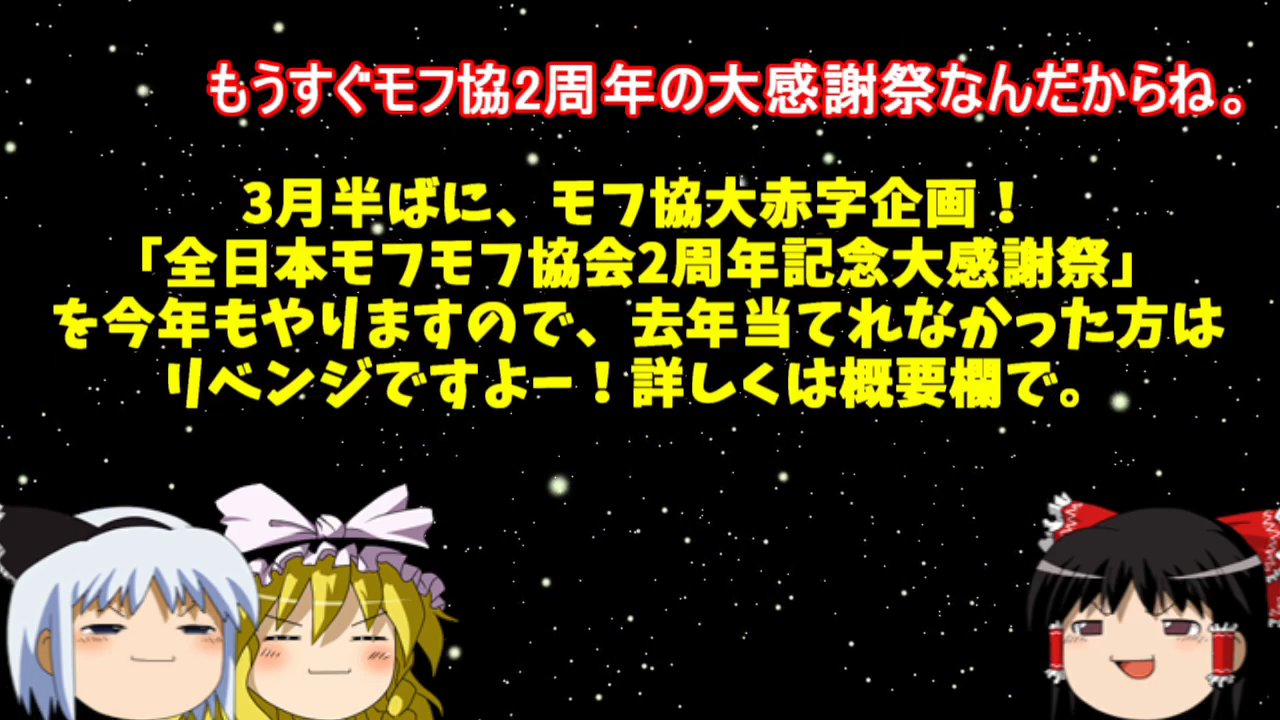 もうすぐモフ協2周年の大感謝祭なんだからね。
3月半ばに、モフ協大赤字企画！
「全日本モフモフ協会2周年記念大感謝祭」
を今年もやりますので、去年当てれなかった方は
リベンジですよー！詳しくは概要欄で。